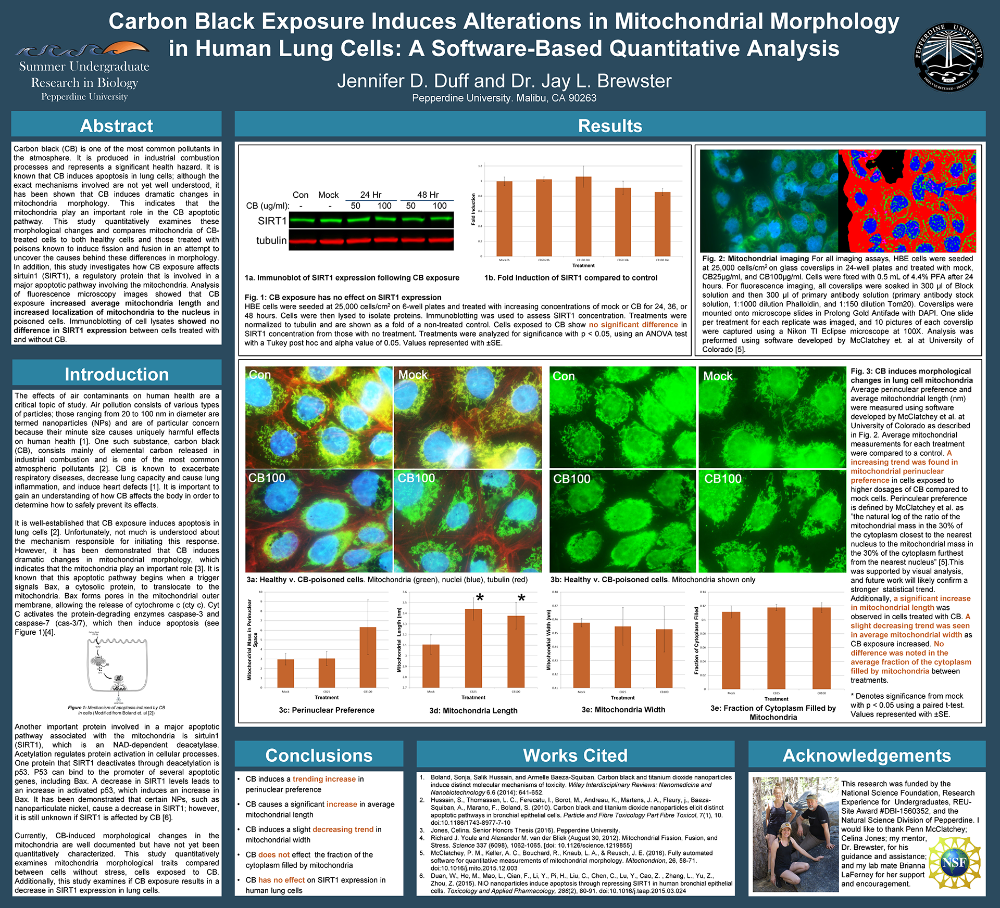 Carbon Black Exposure Induces Alterations in Mitochondrial Morphology
in Human Lung Cells: A Software-Based Quantitative Analysis
Jennifer D. Duff and Dr. Jay L. Brewster
Pepperdine University. Malibu, CA 90263
Summer Undergraduate
Research in Biology
Pepperdine University
Abstract
Carbon black (CB) is one of the most common pollutants in
the atmosphere. It is produced in industrial combustion
processes and represents a significant health hazard. It is
known that CB induces apoptosis in lung cells; although the
exact mechanisms involved are not yet well understood, it
has been shown that CB induces dramatic changes in
mitochondria morphology. This indicates that the
mitochondria play an important role in the CB apoptotic
pathway. This study quantitatively examines these
morphological changes and compares mitochondria of CB-
treated cells to both healthy cells and those treated with
poisons known to induce fission and fusion in an attempt to
uncover the causes behind these differences in morphology.
In addition, this study investigates how CB exposure affects
sirtuin1 (SIRT1), a regulatory protein that is involved in a
major apoptotic pathway involving the mitochondria. Analysis
of fluorescence microscopy images showed that CB
exposure increased average mitochondria length and
increased localization of mitochondria to the nucleus in
poisoned cells. Immunoblotting of cell lysates showed no
difference in SIRT1 expression between cells treated with
and without CB.
Introduction
The effects of air contaminants on human health are a
critical topic of study. Air pollution consists of various types
of particles; those ranging from 20 to 100 nm in diameter are
termed nanoparticles (NPs) and are of particular concern
because their minute size causes uniquely harmful effects
on human health [1]. One such substance, carbon black
(CB), consists mainly of elemental carbon released in
industrial combustion and is one of the most common
atmospheric pollutants [2]. CB is known to exacerbate
respiratory diseases, decrease lung capacity and cause lung
inflammation, and induce heart defects [1]. It is important to
gain an understanding of how CB affects the body in order to
determine how to safely prevent its effects.
It is well-established that CB exposure induces apoptosis in
lung cells [2]. Unfortunately, not much is understood about
the mechanism responsible for initiating this response.
However, it has been demonstrated that CB induces
dramatic changes in mitochondrial morphology, which
indicates that the mitochondria play an important [3]. It is
known that this apoptotic pathway begins when a trigger
signals Bax, a cytosolic protein, to translocate to the
mitochondria. Bax forms pores in the mitochondrial outer
membrane, allowing the release of cytochrome c (cty c). Cyt
C activates the protein-degrading enzymes caspase-3 and
caspase-7 (cas-3/7), which then induce apoptosis (see
Figure 1)[4].
Figure 1: Mechanism of apoptosis induced by CB
in cells (Modified from Boland et. al [2])
Another important protein involved in a major apoptotic
pathway associated with the mitochondria is sirtuin1
(SIRT1), which is an NAD-dependent deacetylase.
Acetylation regulates protein activation in cellular processes.
One protein that SIRT1 deactivates through deacetylation is
p53. P53 can bind to the promoter of several apoptotic
genes, including Bax. A decrease in SIRT1 levels leads to
an increase in activated p53, which induces an increase in
Bax. It has been demonstrated that certain NPs, such as
nanoparticulate nickel, cause a decrease in SIRT1; however,
it is still unknown if SIRT1 is affected by CB [6].
Currently, CB-induced morphological changes in the
mitochondria are well documented but have not yet been
quantitatively characterized. This study quantitatively
examines mitochondria morphological traits compared
between cells without stress, cells exposed to CB.
Additionally, this study examines if CB exposure results in a
decrease in SIRT1 expression in lung cells.
Results
Con Mock 24 Hr 48 Hr
CB (ug/ml): - - 50 100 50 100
SIRT1
tubulin
1a. Immunoblot of SIRT1 expression following CB exposure
Fold Induction
Treatment
1b. Fold Induction of SIRT1 compared to control
Fig. 1: CB exposure has no effect on SIRT1 expression
HBE cells were seeded at 25,000 cells/cm² on 6-well plates and treated with increasing concentrations of mock or CB for 24, 36, or
48 hours. Cells were then lysed to isolate proteins. Immunoblotting was used to assess SIRT1 concentration. Treatments were
normalized to tubulin and are shown as a fold of a non-treated control. Cells exposed to CB show no significant difference in
SIRT1 concentration from those with no treatment. Treatments were analyzed for significance with p < 0.05, using an ANOVA test
with a Tukey post hoc and alpha value of 0.05. Values represented with ±SE.
Fig. 2: Mitochondrial imaging For all imaging assays, HBE cells were seeded
at 25,000 cells/cm² on glass coverslips in 24-well plates and treated with mock,
CB25µg/ml, and CB100µg/ml. Cells were fixed with 0.5 mL of 4.4% PFA after 24
hours. For fluorescence imaging, all coverslips were soaked in 300 µl of Block
solution and then 300 µl of primary antibody solution (primary antibody stock
solution, 1:1000 dilution Phallodin, and 1:150 dilution Tom20). Coverslips were
mounted onto microscope slides in Prolong Gold Antifade with DAPI. One slide
per treatment for each replicate was imaged, and 10 pictures of each coverslip
were captured using a Nikon TI Eclipse microscope at 100X. Analysis was
preformed using software developed by McClatchey et. al at University of
Colorado [5].
Con
Mock
CB100
CB100
3a: Healthy v. CB-poisoned cells. Mitochondria (green), nuclei (blue), tubulin (red)
Con
Mock
CB100
CB100
3b: Healthy v. CB-poisoned cells. Mitochondria shown only
Mitochondrial Mass in Perinuclear
Space
Mock CB25 CB100
Treatment
3c: Perinuclear Preference
Mitochondrial Length (nm)
* *
Mock CB25 CB100
Treatment
3d: Mitochondrial Length
Mitochondrial Width (nm)
Mock CB25 CB100
Treatment
3e: Mitochondria Width
Fraction of Cytoplasm Filled
Mock CB25 CB100
Treatment
3e: Fraction of Cytoplasm Filled by
Mitochondria
Fig. 3: CB induces morphological
changes in lung cell mitochondria
Average perinuclear preference and
average mitochondrial length (nm)
were measured using software
developed by McClatchey et. al. at
University of Colorado as described
in Fig. 2. Average mitochondrial
measurements for each treatment
were compared to a control. A
increasing trend was found in
mitochondrial perinuclear
preference in cells exposed to
higher dosages of CB compared to
mock cells. Perinuclear preference
is defined by McClatchey et al. as
"the natural log of the ratio of the
mitochondrial mass in the 30% of
the cytoplasm closest to the nearest
nucleus to the mitochondrial mass in
the 30% of the cytoplasm furthest
from the nearest nucleus" [5].This
was supported by visual analysis,
and future work will likely confirm a
stronger statistical trend.
Additonally, a significant increase
in mitochondrial length was
observed in cells treated with CB. A
slight decreasing trend was seen
in average mitochondrial width as
CB exposure increased. No
difference was noted in the
average fraction of the cytoplasm
filled by mitochondria between
treatments.
* Denotes significance from mock
with p < 0.05 using a paired t-test.
Values represented with ±SE.
Conclusions
• CB induces a trending increase in
perinuclear preference
• CB causes a significant increase in average
mitochondrial length
• CB induces a slight decreasing trend in
mitochondrial width
• CB does not effect the fraction of the
cytoplasm filled by mitochondria
• CB has no effect on SIRT1 expression in
human lung cells
Works Cited
1. Boland, Sonja, Salik Hussain, and Armelle Baeza-Squiban. Carbon black and titanium dioxide nanoparticles
induce distinct molecular mechanisms of toxicity. Wiley Interdisciplinary Reviews: Nanomedicine and
Nanobiotechnology 6.6 (2014): 641-652
2. Hussain, S., Thomassen, L. C., Ferecatu, I., Borot, M., Andreau, K., Martens, J. A., Fleury, j., Baeza-
Squiban, A., Marano, F., Boland, S. (2010). Carbon black and titanium dioxide nanoparticles elicit distinct
apoptotic pathways in bronchial epithelial cells. Particle and Fibre Toxicology Part Fibre Toxicol, 7(1), 10.
doi:10.1186/1743-8977-7-10
3. Jones, Celina. Senior Honors Thesis (2016). Pepperdine University.
4. Richard J. Youle and Alexander M. van der Bliek (August 30, 2012). Mitochondrial Fission, Fusion, and
Stress. Science 337 (6098), 1062-1065. [doi: 10.1126/science.1219855]
5. McClatchey, P. M., Keller, A. C., Bouchard, R., Knaub, L. A., & Reusch, J. E. (2016). Fully automated
software for quantitative measurements of mitochondrial morphology. Mitochondrion, 26, 58-71.
doi:10.1016/j.mito.2015.12.003
6. Duan, W., He, M., Mao, L., Qian, F., Li, Y., Pi, H., Liu, C., Chen, C., Lu, Y., Cao, Z., Zhang, L., Yu, Z.,
Zhou, Z. (2015). NiO nanoparticles induce apoptosis through repressing SIRT1 in human bronchial epithelial
cells. Toxicology and Applied Pharmacology, 286(2), 80-91. doi:10.1016/j.taap.2015.03.024
Acknowledgements
This research was funded by the
National Science Foundation, Research
Experience for Undergraduates, REU-
Site Award #DBI-1560352, and the
Natural Science Division of Pepperdine. I
would like to thank Penn McClatchey;
Celina Jones; my mentor,
Dr. Brewster, for his
guidance and assistance;
and my lab mate Brianna
LaFerney for her support
and encouragement.
NSF